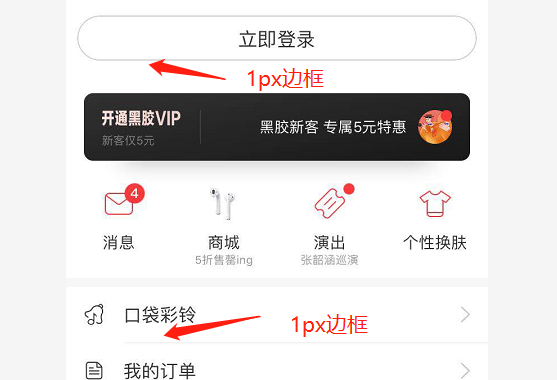 立即登录
1px边框
开通黑胶VIP
新客仅5元
黑胶新客 专属5元特惠
4
消息
商城
5折售罄ing
演出
张韶涵巡演
个性换肤
口袋彩铃
1px边框
我的订单